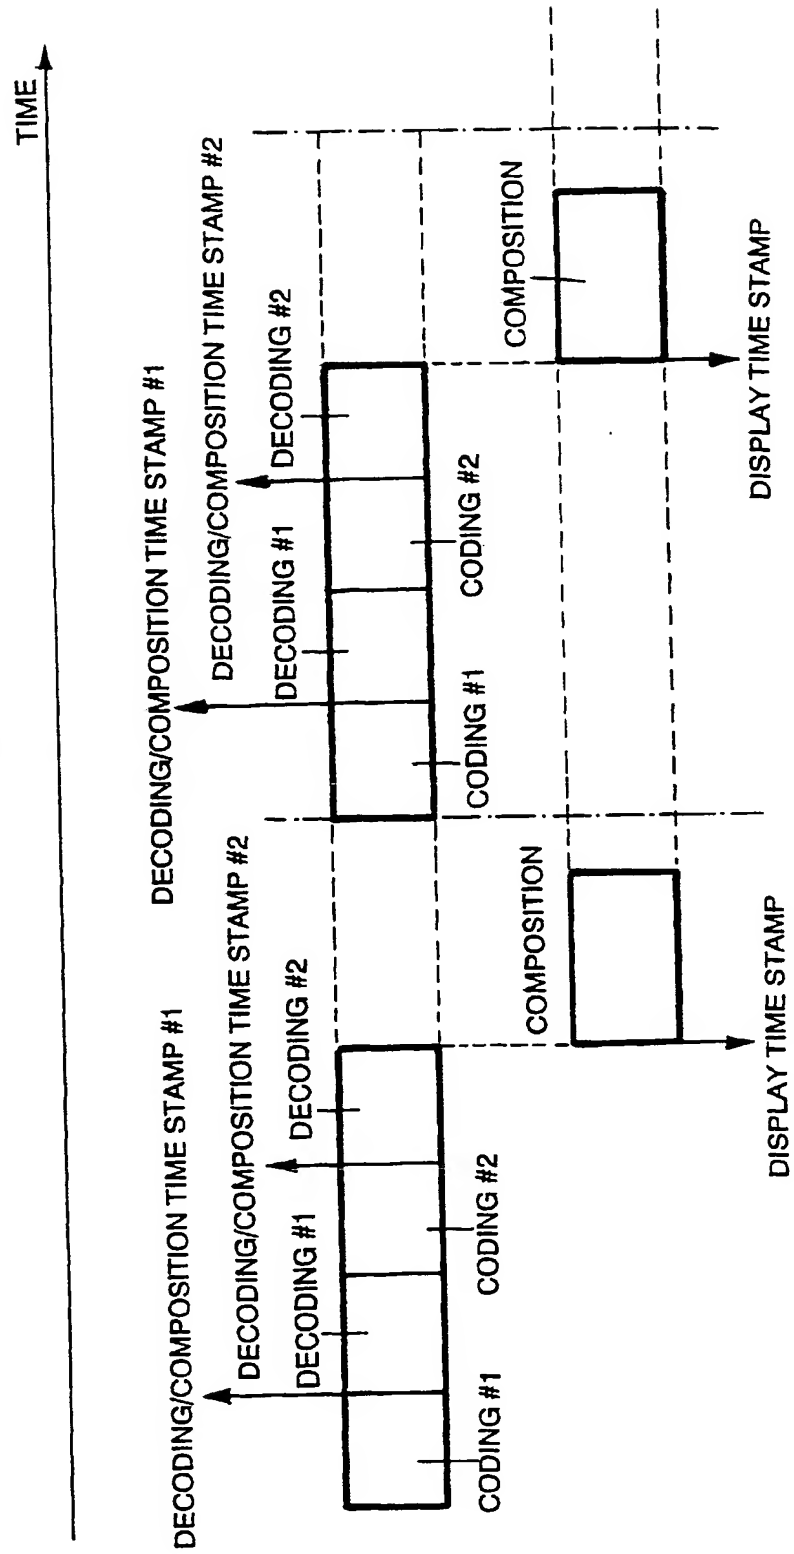 TIME
DECODING/COMPOSITION TIME STAMP #1
DECODING/COMPOSITION TIME STAMP #2
DECODING #1
DECODING #2
CODING #1
CODING #2
COMPOSITION
DISPLAY TIME STAMP
DECODING/COMPOSITION TIME STAMP #1
DECODING/COMPOSITION TIME STAMP #2
DECODING #1
DECODING #2
CODING #1
CODING #2
COMPOSITION
DISPLAY TIME STAMP